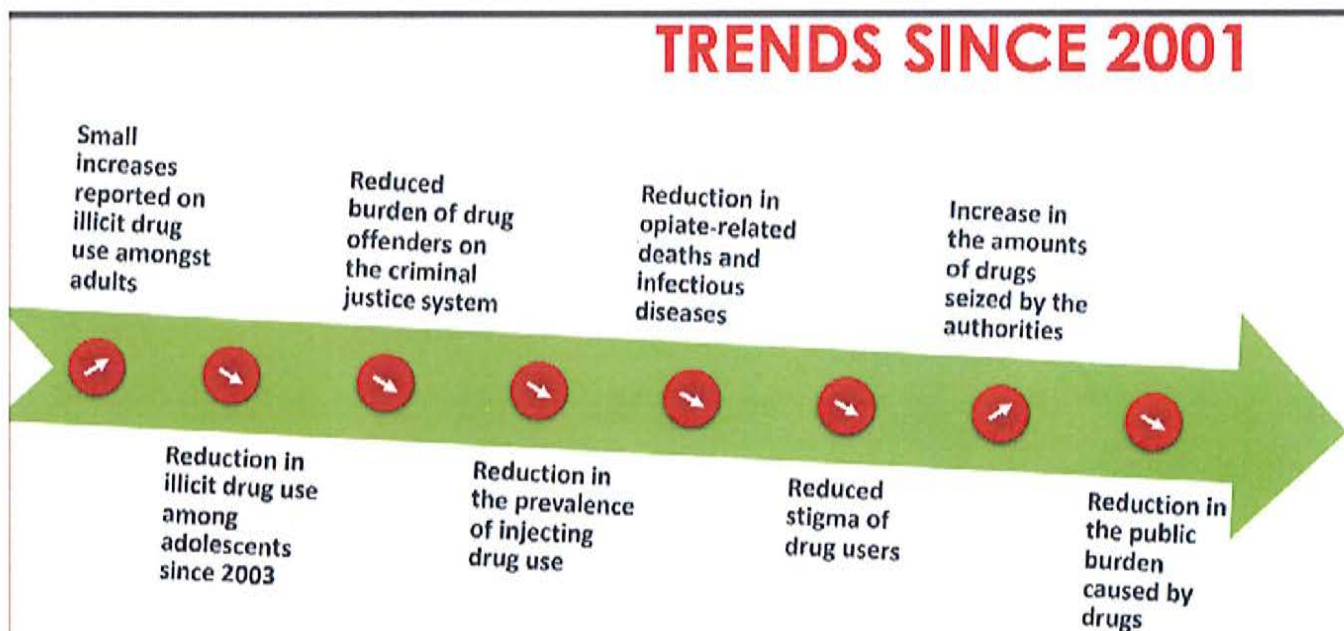 TRENDS SINCE 2001
Small
increases
reported on
illicit drug
use amongst
adults
Reduction in
illicit drug use
among
adolescents
since 2003
Reduced
burden of drug
offenders on
the criminal
justice system
Reduction in
the prevalence
of injecting
drug use
Reduction in
opiate-related
deaths and
infectious
diseases
Reduced
stigma of
drug users
Increase in
the amounts
of drugs
seized by the
authorities
Reduction in
the public
burden
caused by
drugs